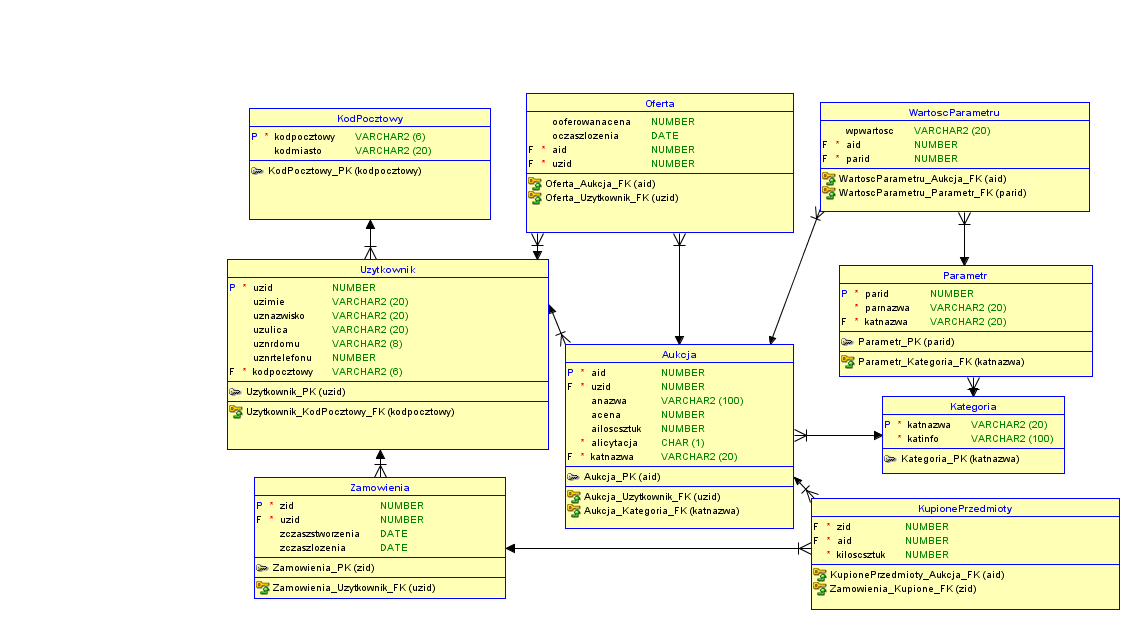 KodPocztowy
P * kodpocztowy VARCHAR2 (6)
kodmiasto VARCHAR2 (20)
KodPocztowy_PK (kodpocztowy)
Oferta
ooferowanacena NUMBER
oczaszlozenia DATE
F * aid NUMBER
F * uzid NUMBER
Oferta_Aukcja_FK (aid)
Oferta_Uzytkownik_FK (uzid)
WartoscParametru
wpwartosc VARCHAR2 (20)
F * aid NUMBER
F * parid NUMBER
WartoscParametru_Aukcja_FK (aid)
WartoscParametru_Parametr_FK (parid)
Uzytkownik
P * uzid NUMBER
uzimie VARCHAR2 (20)
uznazwisko VARCHAR2 (20)
uzulica VARCHAR2 (20)
uznrdomu VARCHAR2 (8)
uznrtelefonu NUMBER
F * kodpocztowy VARCHAR2 (6)
Uzytkownik_PK (uzid)
Uzytkownik_KodPocztowy_FK (kodpocztowy)
Parametr
P * parid NUMBER
* parnazwa VARCHAR2 (20)
F * katnazwa VARCHAR2 (20)
Parametr_PK (parid)
Parametr_Kategoria_FK (katnazwa)
Aukcja
P * aid NUMBER
F * uzid NUMBER
anazwa VARCHAR2 (100)
acena NUMBER
ailoscsztuk NUMBER
* alicytacja CHAR (1)
F * katnazwa VARCHAR2 (20)
Aukcja_PK (aid)
Aukcja_Uzytkownik_FK (uzid)
Aukcja_Kategoria_FK (katnazwa)
Kategoria
P * katnazwa VARCHAR2 (20)
* katinfo VARCHAR2 (100)
Kategoria_PK (katnazwa)
Zamowienia
P * zid NUMBER
F * uzid NUMBER
zczaszstworzenia DATE
zczaszlozenia DATE
Zamowienia_PK (zid)
Zamowienia_Uzytkownik_FK (uzid)
KupionePrzedmioty
F * zid NUMBER
F * aid NUMBER
* kiloscsztuk NUMBER
KupionePrzedmioty_Aukcja_FK (aid)
Zamowienia_Kupione_FK (zid)